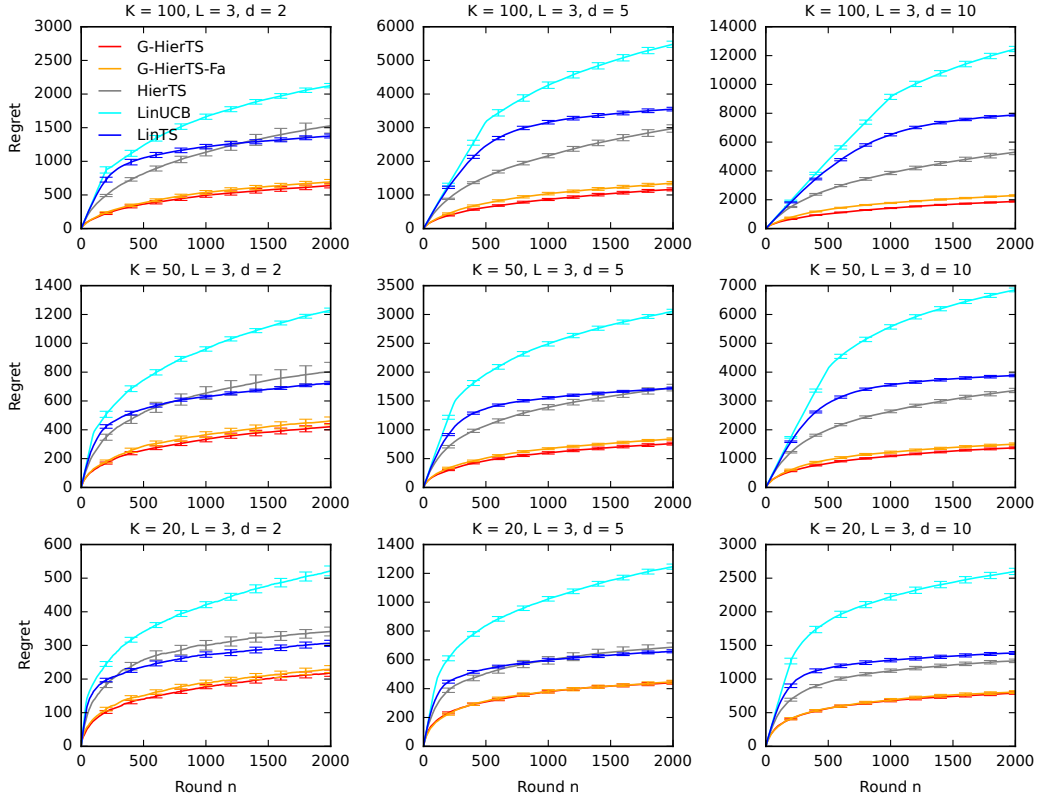 K = 100, L = 3, d = 2
K = 100, L = 3, d = 5
K = 100, L = 3, d = 10
3000
2500
2000
1500
1000
500
0
Regret
G-HierTS
G-HierTS-Fa
HierTS
LinUCB
LinTS
0 500 1000 1500 2000
6000
5000
4000
3000
2000
1000
0
0 500 1000 1500 2000
14000
12000
10000
8000
6000
4000
2000
0
0 500 1000 1500 2000
K = 50, L = 3, d = 2
K = 50, L = 3, d = 5
K = 50, L = 3, d = 10
1400
1200
1000
800
600
400
200
0
Regret
0 500 1000 1500 2000
3500
3000
2500
2000
1500
1000
500
0
0 500 1000 1500 2000
7000
6000
5000
4000
3000
2000
1000
0
0 500 1000 1500 2000
K = 20, L = 3, d = 2
K = 20, L = 3, d = 5
K = 20, L = 3, d = 10
600
500
400
300
200
100
0
Regret
0 500 1000 1500 2000
Round n
1400
1200
1000
800
600
400
200
0
0 500 1000 1500 2000
Round n
3000
2500
2000
1500
1000
500
0
0 500 1000 1500 2000
Round n